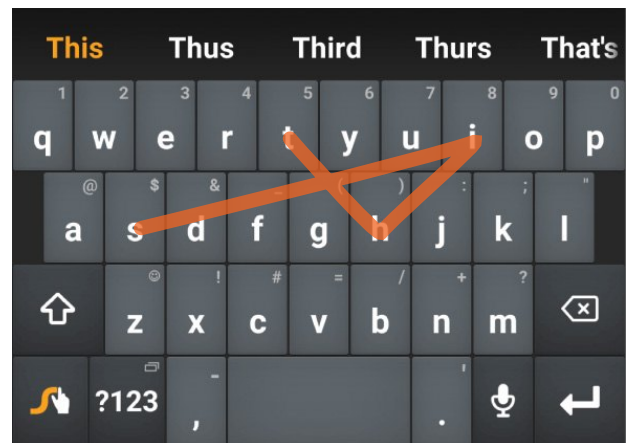 This Thus Third Thurs That's
1 2 3 4 5 6 7 8 9 0
q w e r t y u i o p
@ $ & _ ( ) : ; "
a s d f g h j k l
☺ ! # = / + ?
z x c v b n m
- '
?123 , .